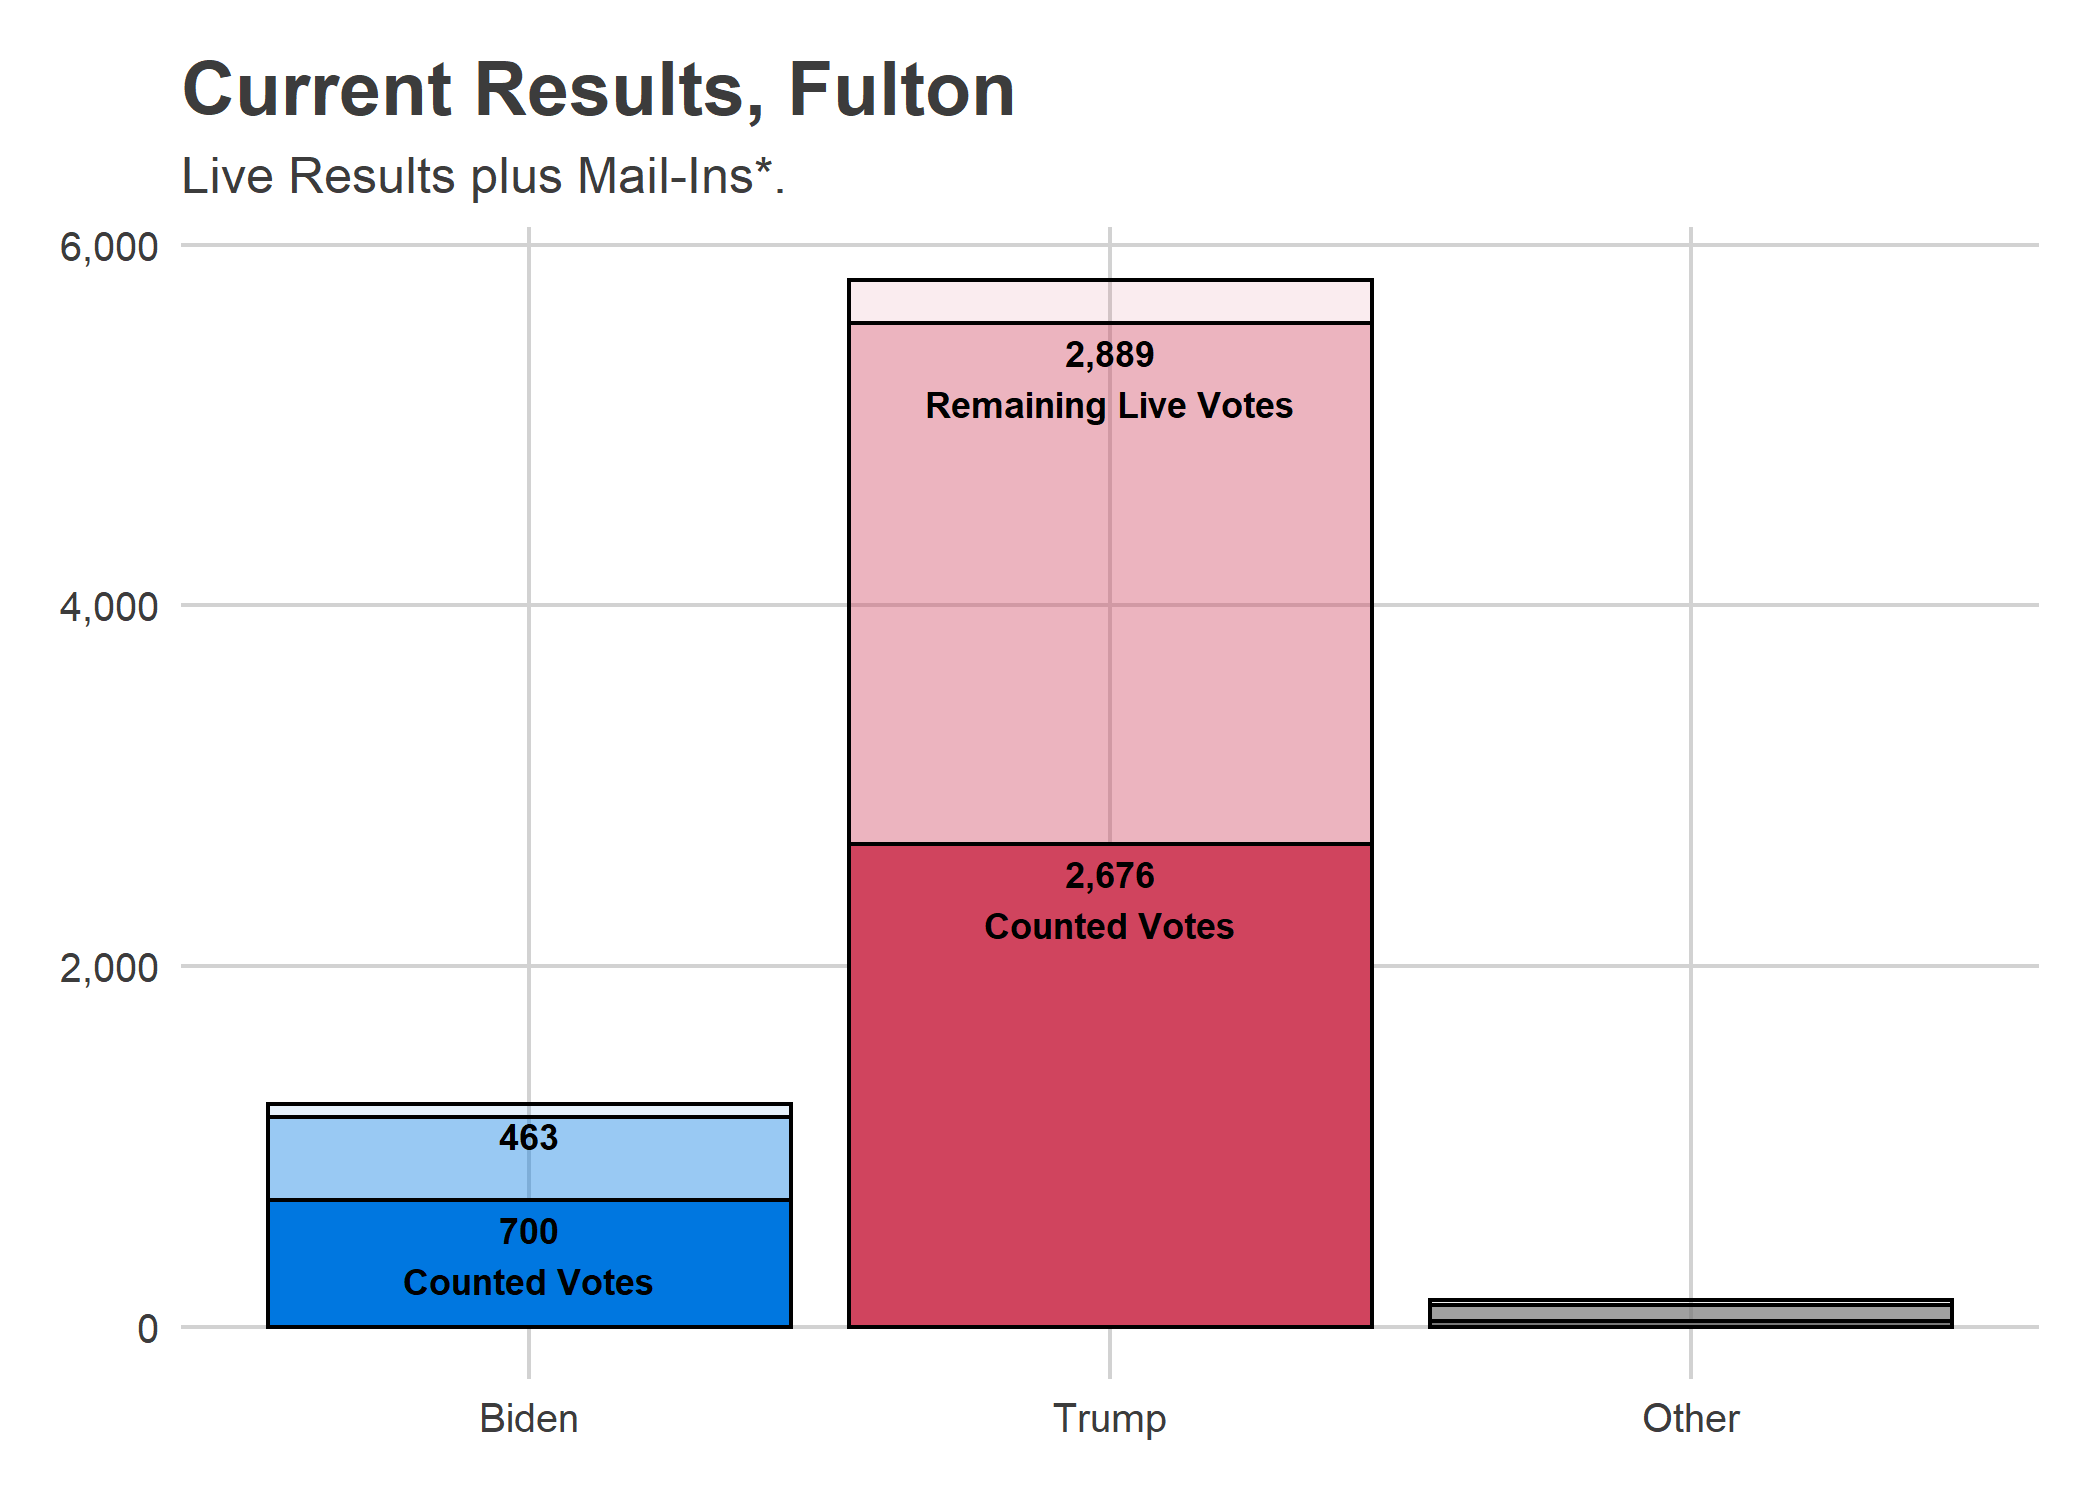 Current Results, Fulton
Live Results plus Mail-Ins*.
6,000
4,000
2,000
0
2,889
Remaining Live Votes
2,676
Counted Votes
463
700
Counted Votes
Biden
Trump
Other